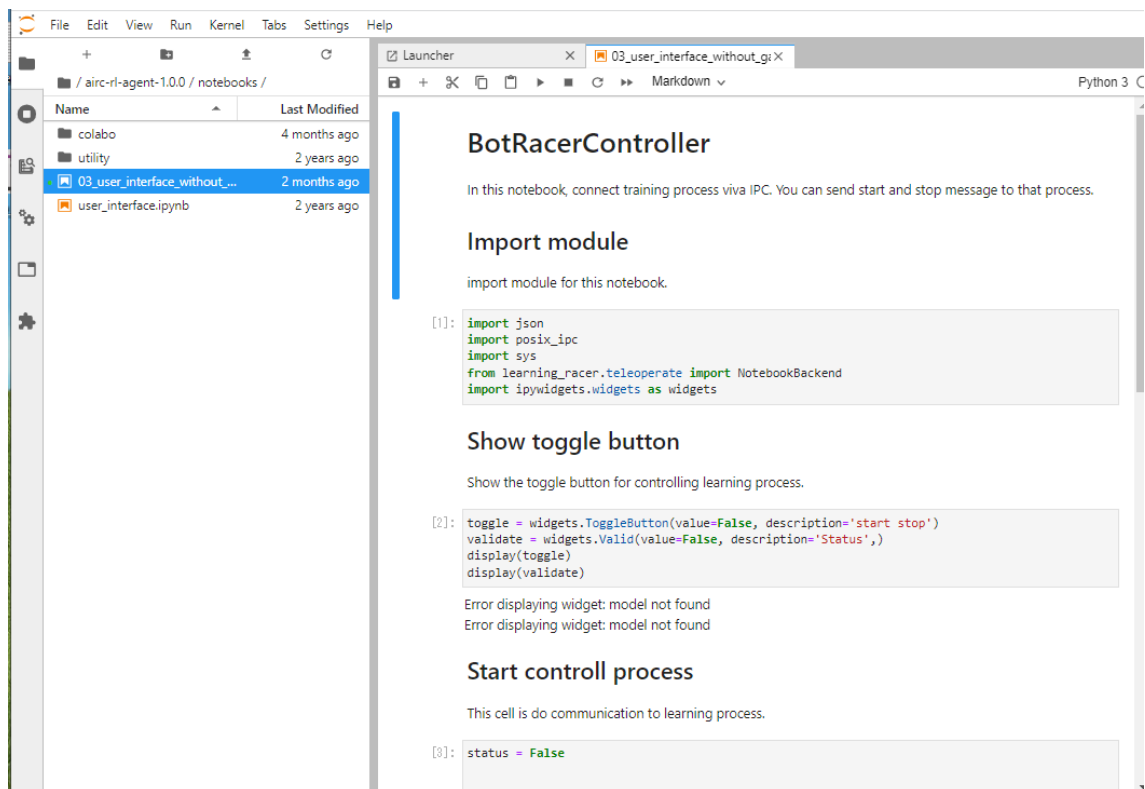 File Edit View Run Kernel Tabs Settings Help
/ airc-rl-agent-1.0.0 / notebooks /
Name Last Modified
colabo 4 months ago
utility 2 years ago
03_user_interface_without_... 2 months ago
user_interface.ipynb 2 years ago
Launcher
03_user_interface_without_ga
Markdown
Python 3
BotRacerController
In this notebook, connect training process viva IPC. You can send start and stop message to that process.
Import module
import module for this notebook.
[1]: import json
import posix_ipc
import sys
from learning_racer.teleoperate import NotebookBackend
import ipywidgets.widgets as widgets
Show toggle button
Show the toggle button for controlling learning process.
[2]: toggle = widgets.ToggleButton(value=False, description='start stop')
validate = widgets.Valid(value=False, description='Status',)
display(toggle)
display(validate)
Error displaying widget: model not found
Error displaying widget: model not found
Start controll process
This cell is do communication to learning process.
[3]: status = False